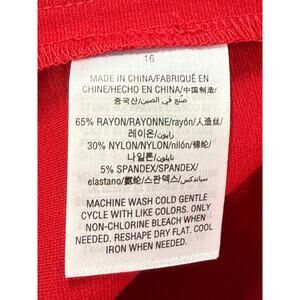 16
MADE IN CHINA/FABRIQUÉ EN
CHINE/HECHO EN CHINA/中国制造/
중국산/صنع في الصين
65% RAYON/RAYONNE/rayón/人造丝/
레이온/رايون
30% NYLON/NYLON/nilón/锦纶/
나일론/نايلون
5% SPANDEX/SPANDEX/
elastano/氨纶/스판덱스/سباندكس
MACHINE WASH COLD GENTLE
CYCLE WITH LIKE COLORS. ONLY
NON-CHLORINE BLEACH WHEN
NEEDED. RESHAPE DRY FLAT. COOL
IRON WHEN NEEDED.